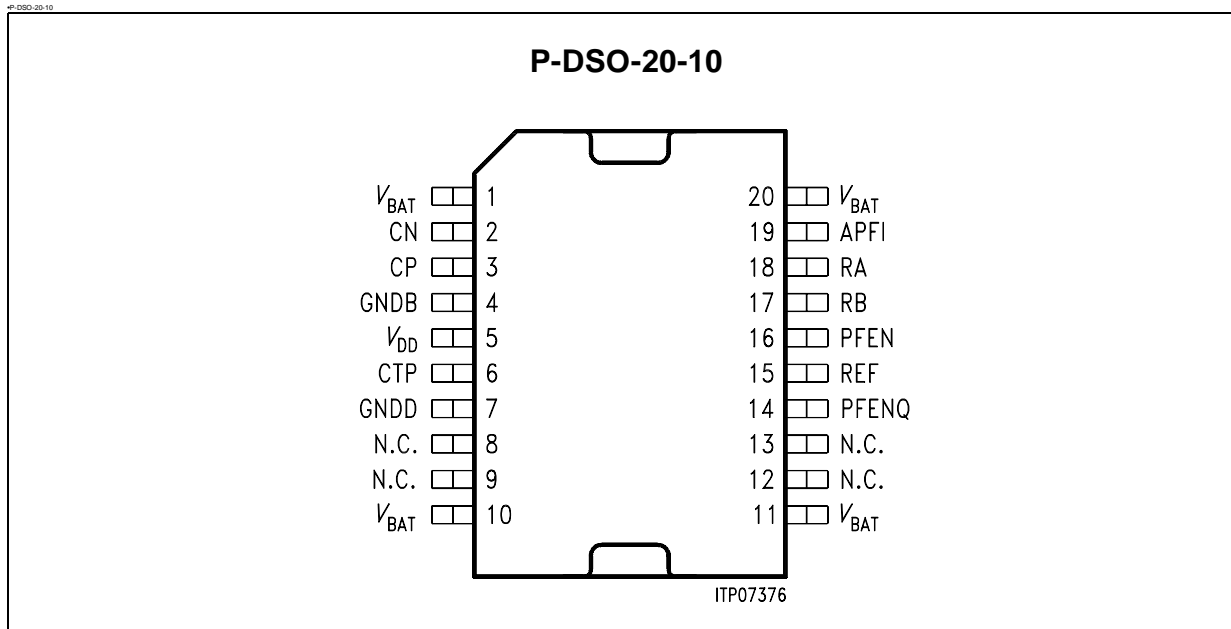 •P-DSO-20-10
P-DSO-20-10
VBAT 1 20 VBAT
CN 2 19 APFI
CP 3 18 RA
GNDB 4 17 RB
VDD 5 16 PFEN
CTP 6 15 REF
GNDD 7 14 PFENQ
N.C. 8 13 N.C.
N.C. 9 12 N.C.
VBAT 10 11 VBAT
ITP07376